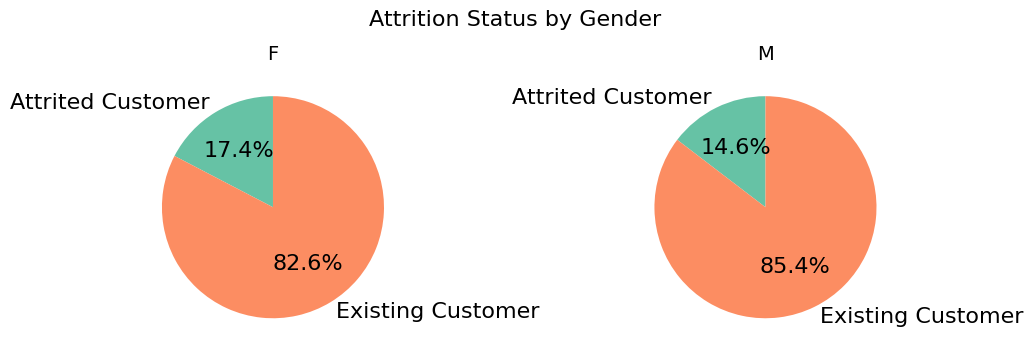 Attrition Status by Gender
F
Attrited Customer
17.4%
82.6%
Existing Customer
M
Attrited Customer
14.6%
85.4%
Existing Customer